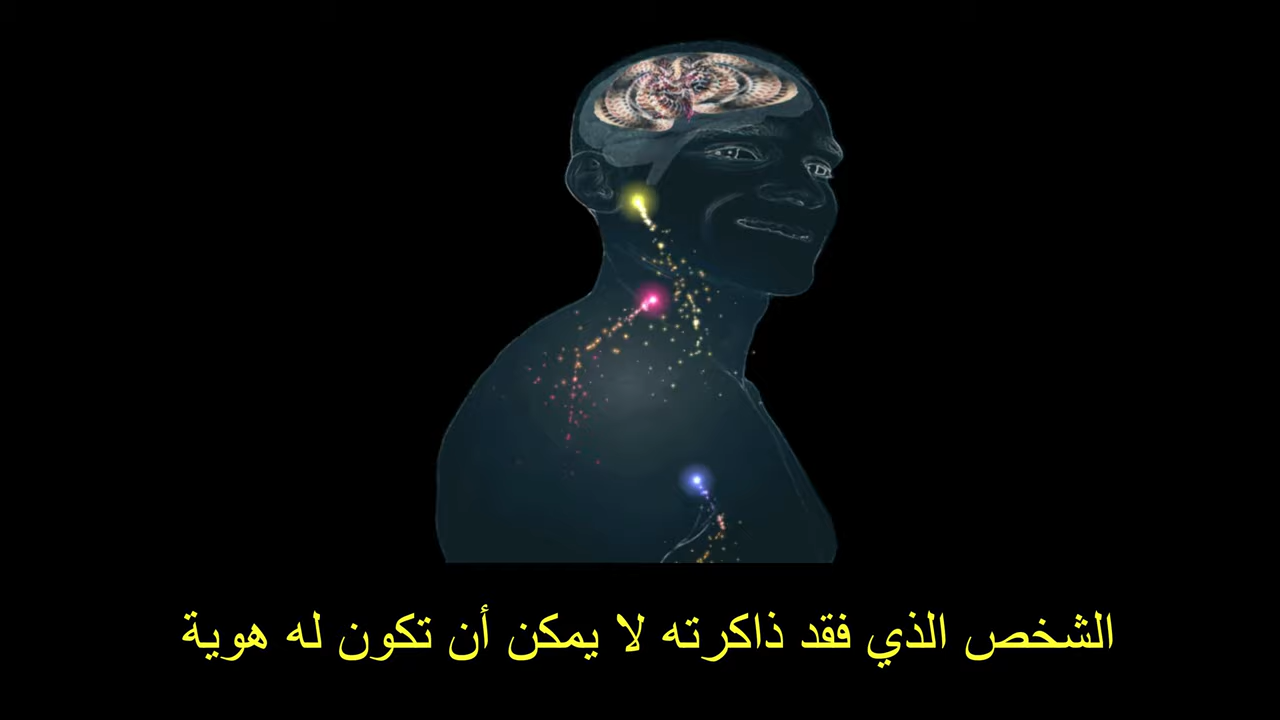 الشخص الذي فقد ذاكرته لا يمكن أن تكون له هوية